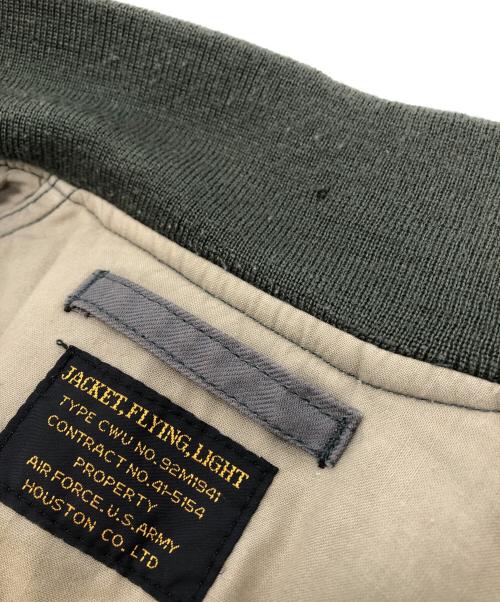 JACKET,FLYING,LIGHT
TYPE CWU NO. 92M1941
CONTRACT NO.41-5154
PROPERTY
AIR FORCE. U.S. ARMY
HOUSTON CO. LTD